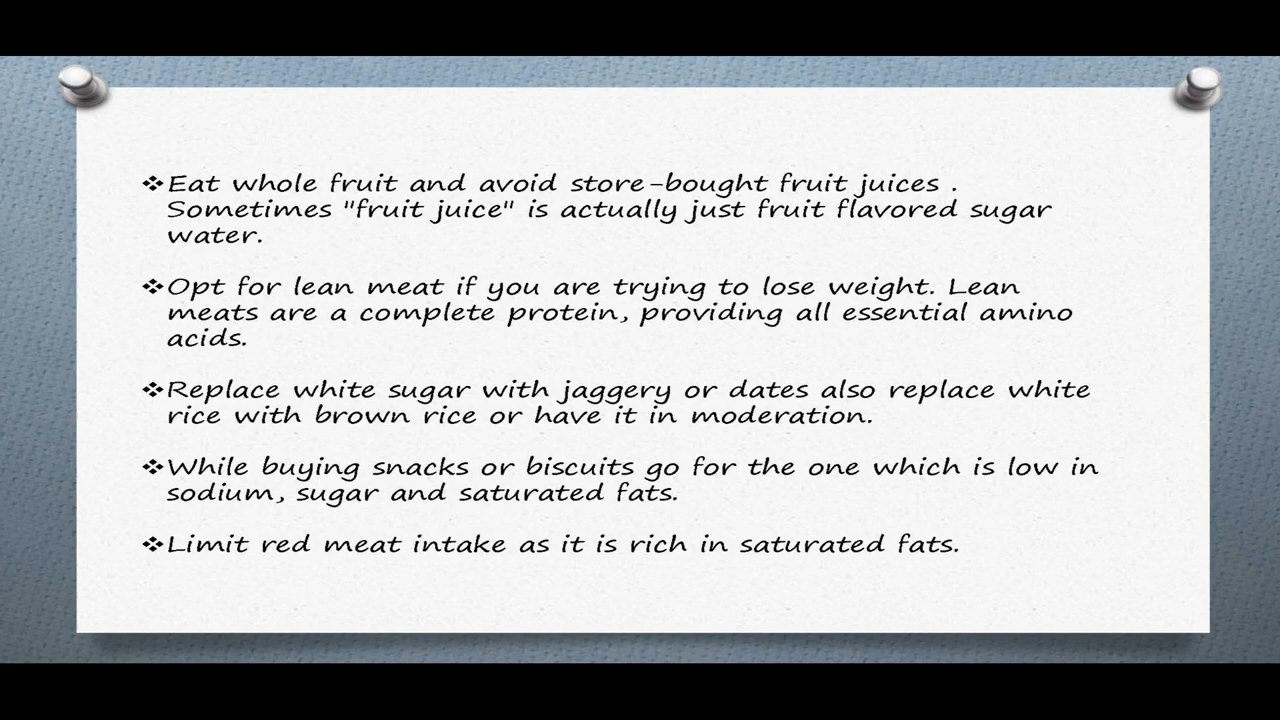 ❖Eat whole fruit and avoid store-bought fruit juices .
Sometimes "fruit juice" is actually just fruit flavored sugar
water.
❖Opt for lean meat if you are trying to lose weight. Lean
meats are a complete protein, providing all essential amino
acids.
❖Replace white sugar with jaggery or dates also replace white
rice with brown rice or have it in moderation.
❖While buying snacks or biscuits go for the one which is low in
sodium, sugar and saturated fats.
❖Limit red meat intake as it is rich in saturated fats.